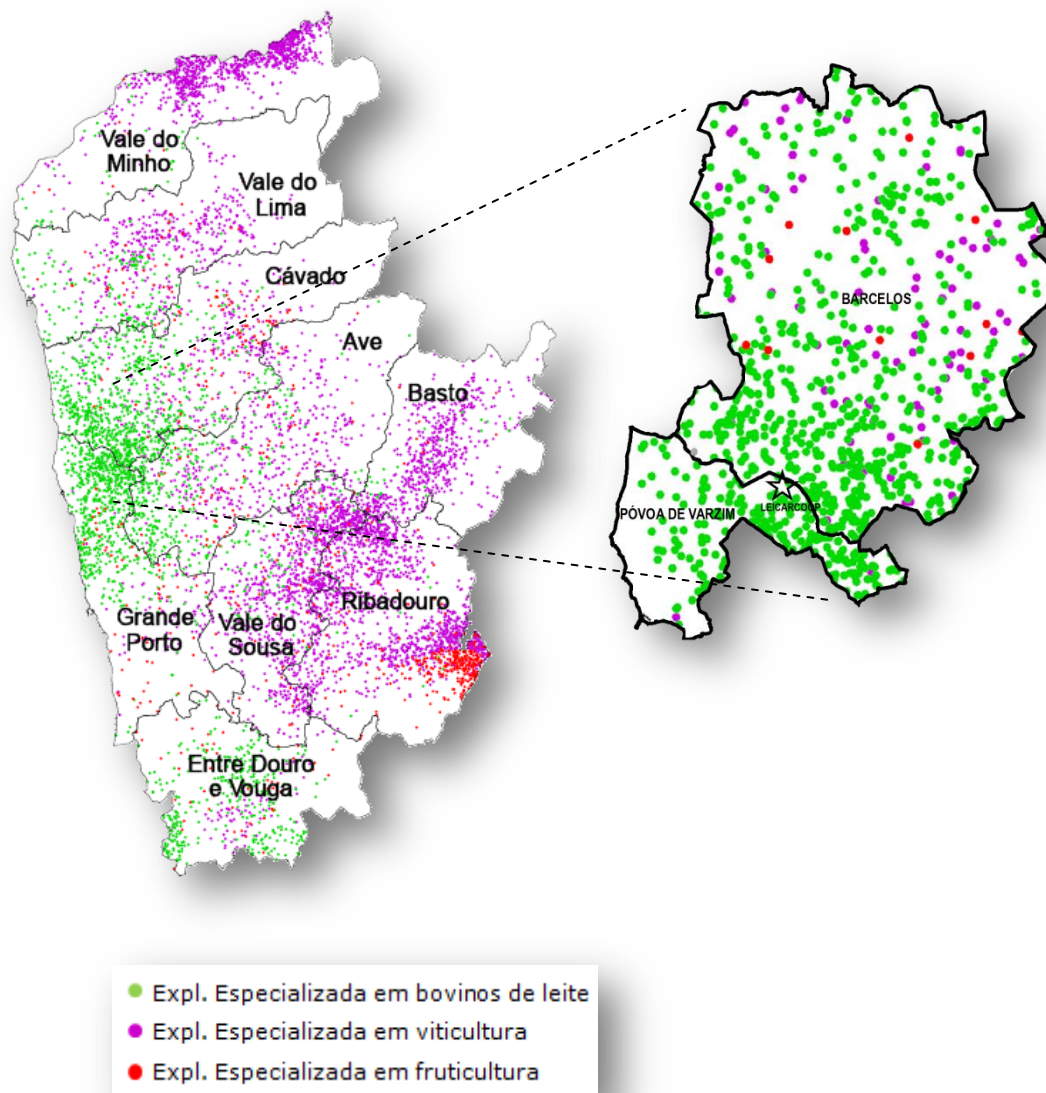 Vale do
Minho
Vale do
Lima
Cávado
Ave
Basto
Grande
Porto
Vale do
Sousa
Ribadouro
Entre Douro
e Vouga
BARCELOS
PÓVOA DE VARZIM
LEICARCOOP
Expl. Especializada em bovinos de leite
Expl. Especializada em viticultura
Expl. Especializada em fruticultura